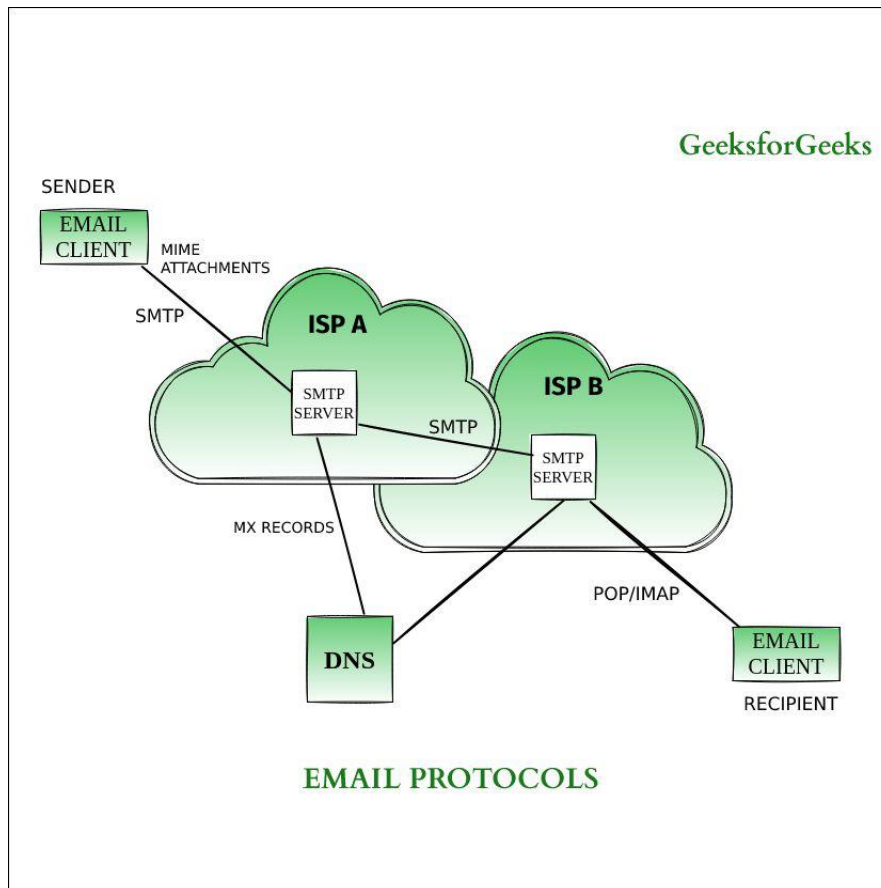 GeeksforGeeks
SENDER
EMAIL
CLIENT
MIME
ATTACHMENTS
SMTP
ISP A
SMTP
SERVER
ISP B
SMTP
SMTP
SERVER
MX RECORDS
POP/IMAP
DNS
EMAIL
CLIENT
RECIPIENT
EMAIL PROTOCOLS